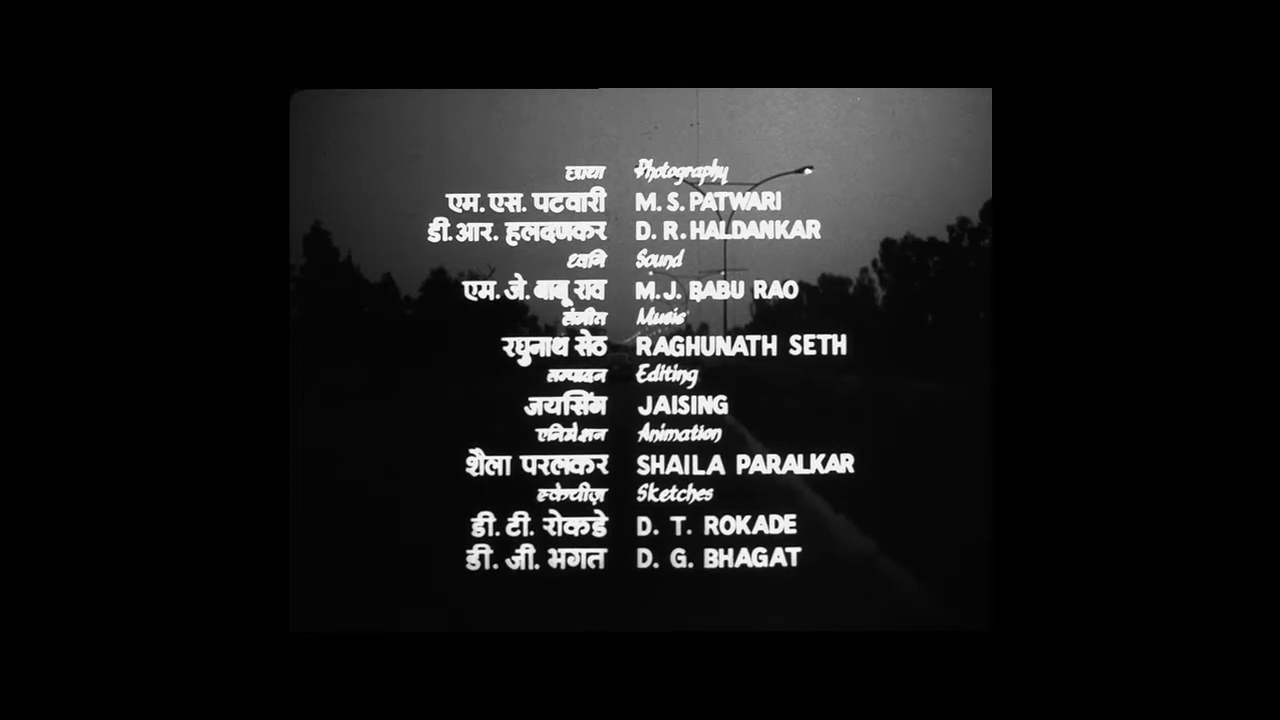 छाया Photography
एम. एस. पटवारी M. S. PATWARI
डी. आर. हलदणकर D. R. HALDANKAR
ध्वनि Sound
एम. जे. बाबू राव M. J. BABU RAO
संगीत Music
रघुनाथ सेठ RAGHUNATH SETH
सम्पादन Editing
जयसिंग JAISING
एनिमेशन Animation
शैला परलकर SHAILA PARALKAR
स्केचीज़ Sketches
डी. टी. रोकडे D. T. ROKADE
डी. जी. भगत D. G. BHAGAT